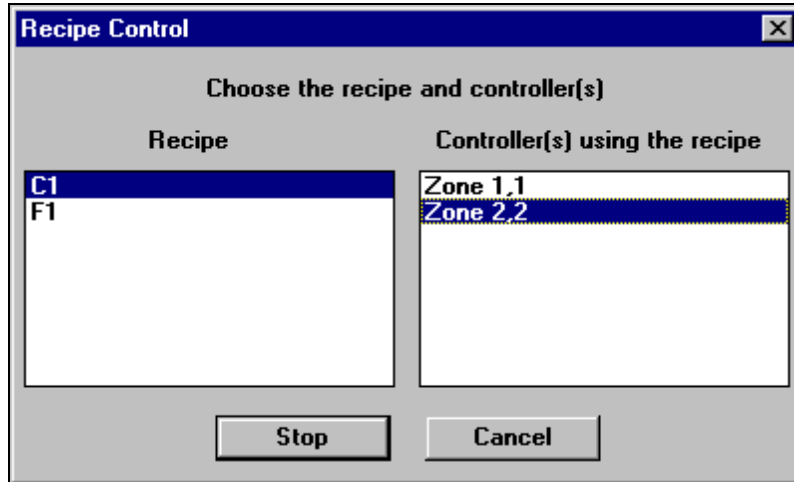 Recipe Control
Choose the recipe and controller(s)
Recipe
Controller(s) using the recipe
C1
F1
Zone 1,1
Zone 2,2
Stop
Cancel